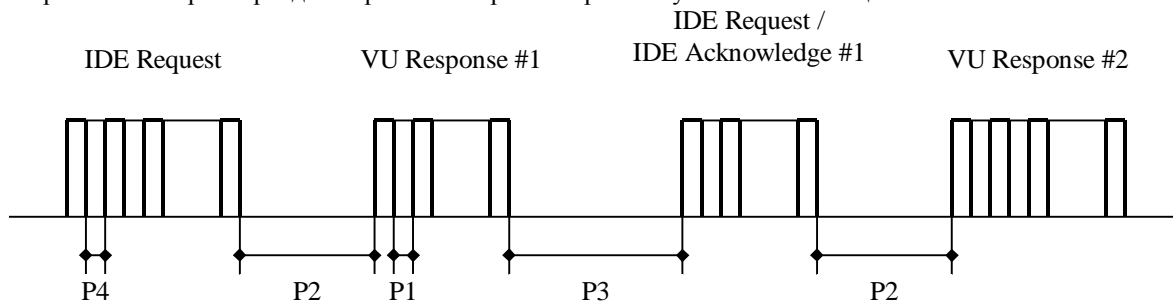 IDE Request
VU Response #1
IDE Request /
IDE Acknowledge #1
VU Response #2
P4
P2
P1
P3
P2